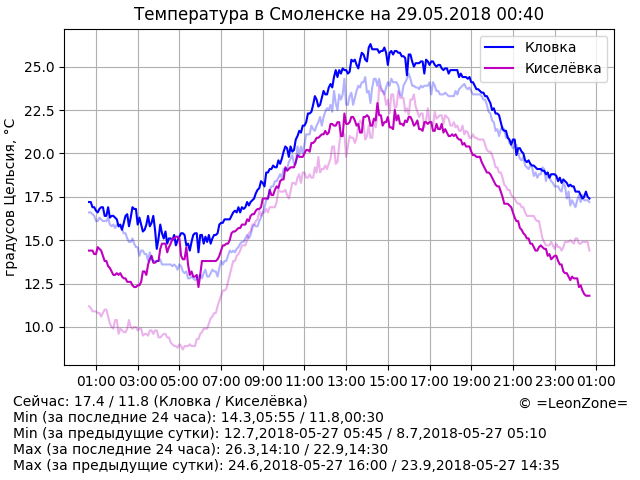 Температура в Смоленске на 29.05.2018 00:40
градусов Цельсия, °C
25.0
22.5
20.0
17.5
15.0
12.5
10.0
Кловка
Киселёвка
01:00 03:00 05:00 07:00 09:00 11:00 13:00 15:00 17:00 19:00 21:00 23:00 01:00
Сейчас: 17.4 / 11.8 (Кловка / Киселёвка)
© =LeonZone=
Min (за последние 24 часа): 14.3,05:55 / 11.8,00:30
Min (за предыдущие сутки): 12.7,2018-05-27 05:45 / 8.7,2018-05-27 05:10
Max (за последние 24 часа): 26.3,14:10 / 22.9,14:30
Max (за предыдущие сутки): 24.6,2018-05-27 16:00 / 23.9,2018-05-27 14:35